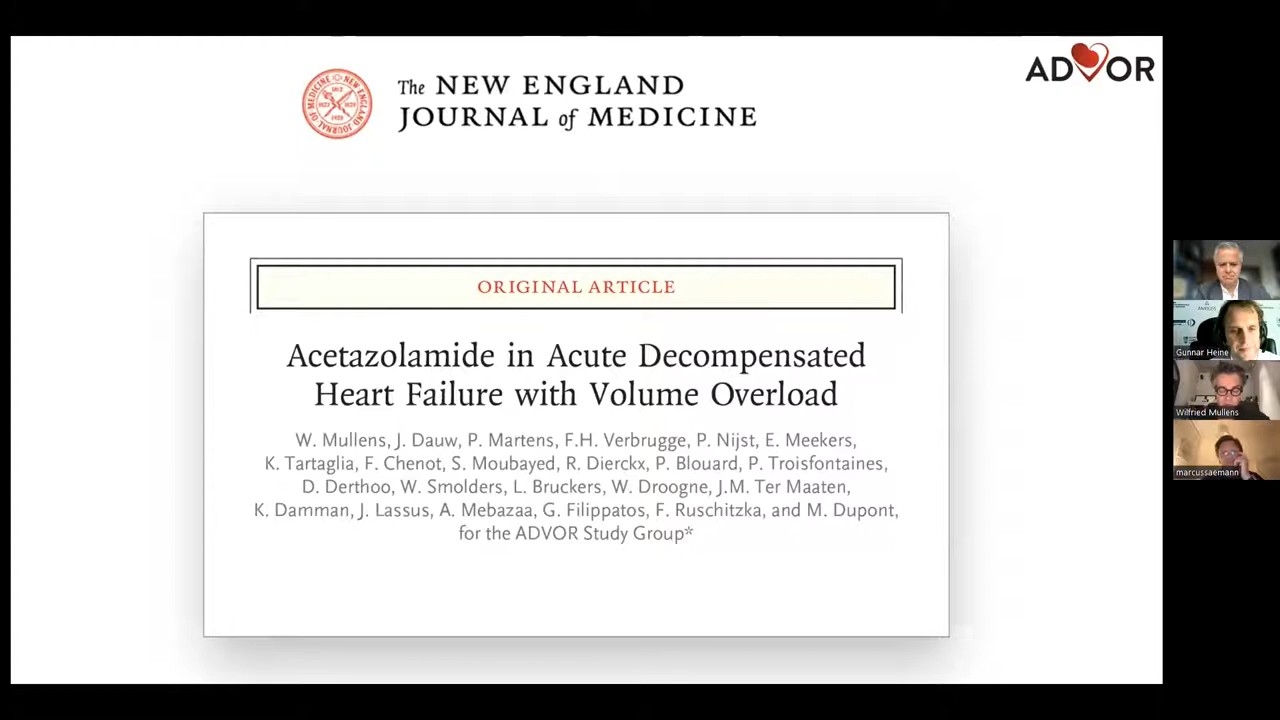 ADVOR
The NEW ENGLAND
JOURNAL of MEDICINE
ORIGINAL ARTICLE
Acetazolamide in Acute Decompensated
Heart Failure with Volume Overload
W. Mullens, J. Dauw, P. Martens, F.H. Verbrugge, P. Nijst, E. Meekers,
K. Tartaglia, F. Chenot, S. Moubayed, R. Dierckx, P. Blouard, P. Troisfontaines,
D. Derthoo, W. Smolders, L. Bruckers, W. Droogne, J.M. Ter Maaten,
K. Damman, J. Lassus, A. Mebazaa, G. Filippatos, F. Ruschitzka, and M. Dupont,
for the ADVOR Study Group*
Gunnar Heine
Wilfried Mullens
marcussaemann